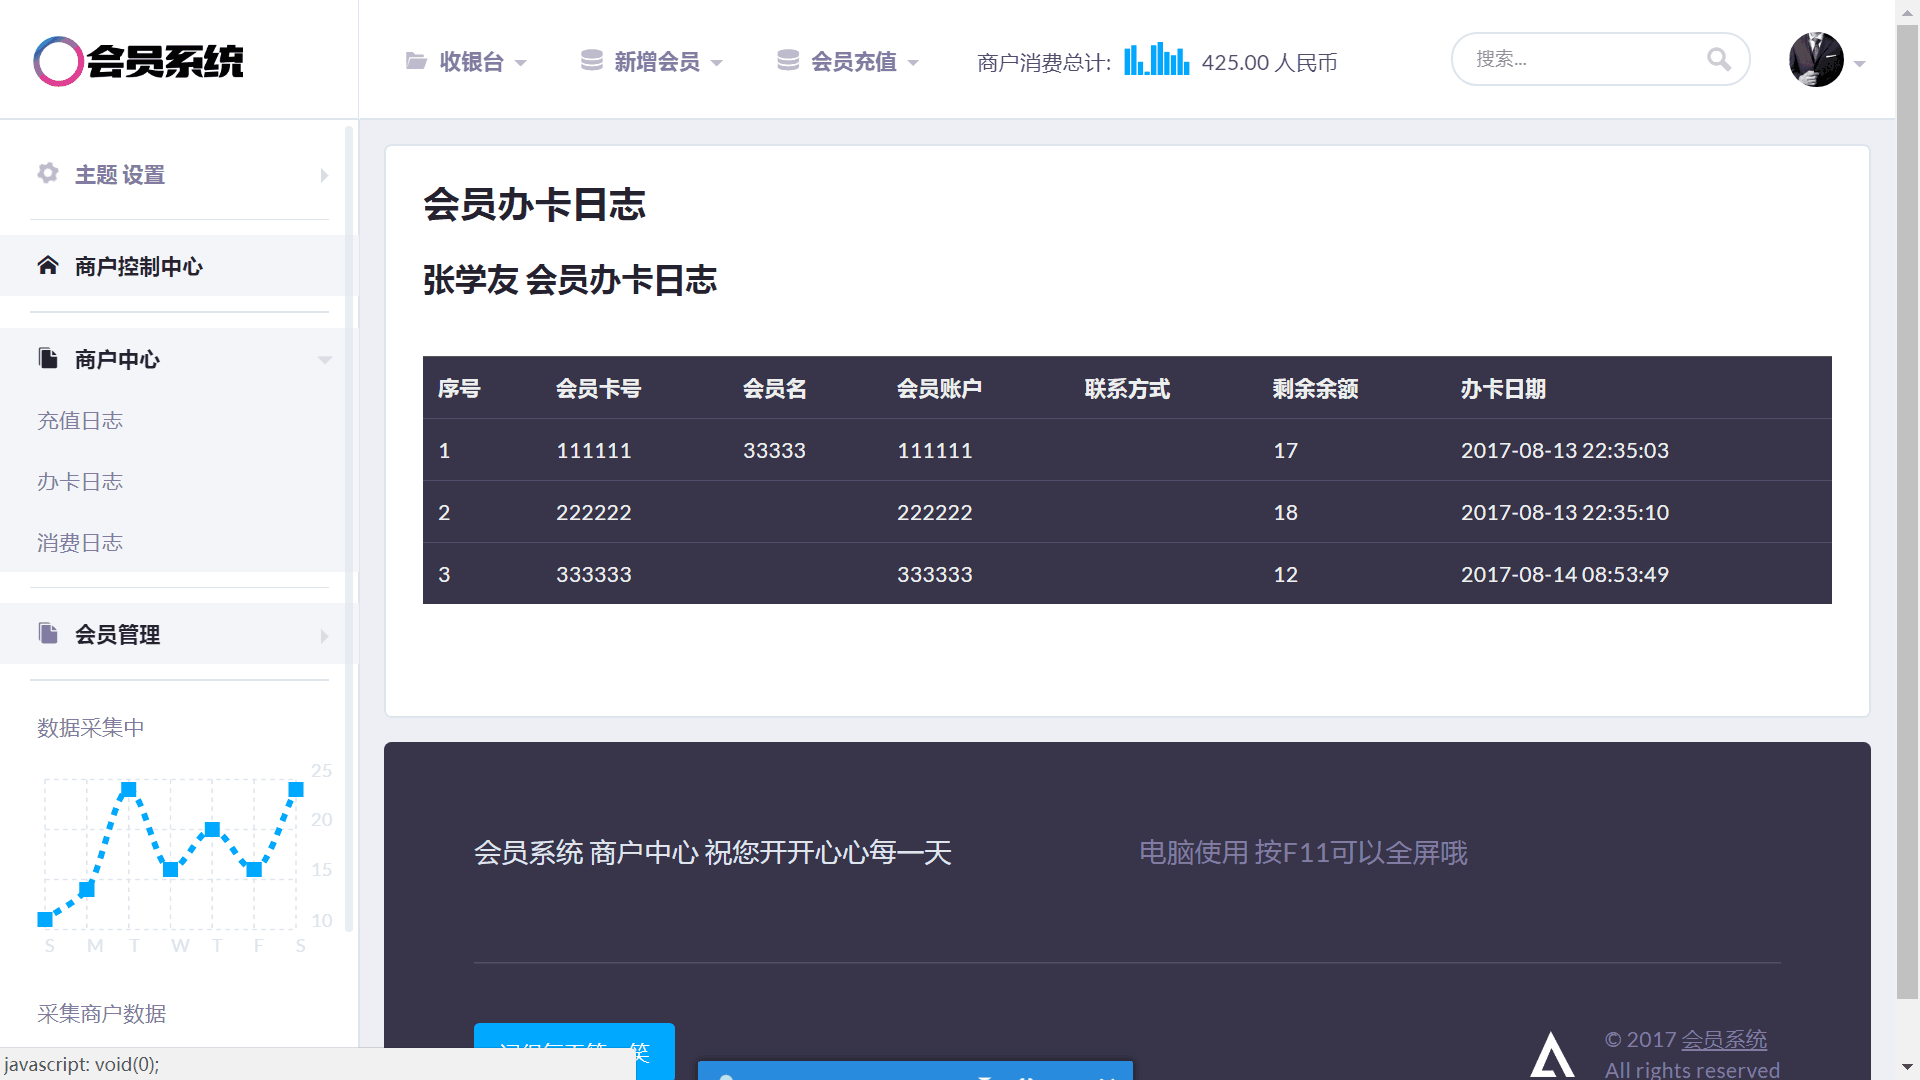 会员系统
收银台
新增会员
会员充值
商户消费总计:
425.00 人民币
搜索...
主题 设置
商户控制中心
商户中心
充值日志
办卡日志
消费日志
会员管理
数据采集中
25
20
15
10
S M T W T F S
采集商户数据
javascript: void(0);
会员办卡日志
张学友 会员办卡日志
序号 会员卡号 会员名 会员账户 联系方式 剩余余额 办卡日期
1 111111 33333 111111 17 2017-08-13 22:35:03
2 222222 222222 18 2017-08-13 22:35:10
3 333333 333333 12 2017-08-14 08:53:49
会员系统 商户中心 祝您开开心心每一天
电脑使用 按F11可以全屏哦
笑
© 2017 会员系统
All rights reserved